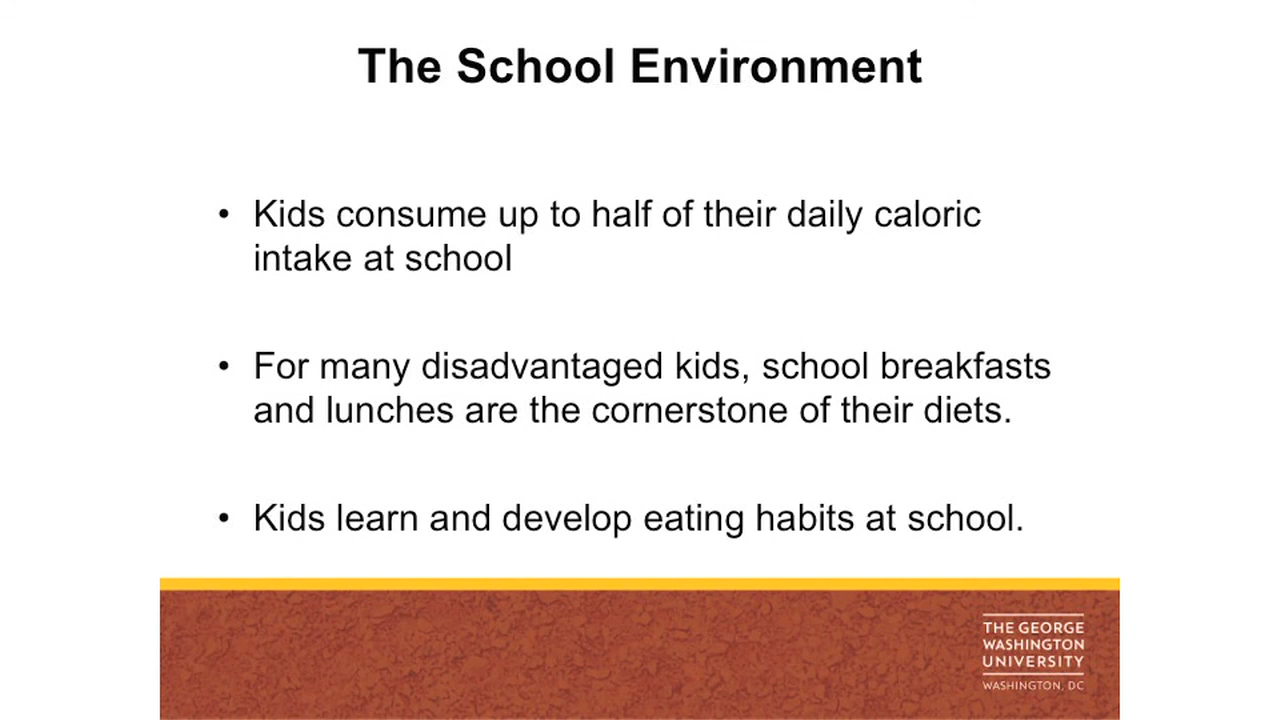 The School Environment
• Kids consume up to half of their daily caloric
intake at school
• For many disadvantaged kids, school breakfasts
and lunches are the cornerstone of their diets.
• Kids learn and develop eating habits at school.
THE GEORGE
WASHINGTON
UNIVERSITY
WASHINGTON, DC